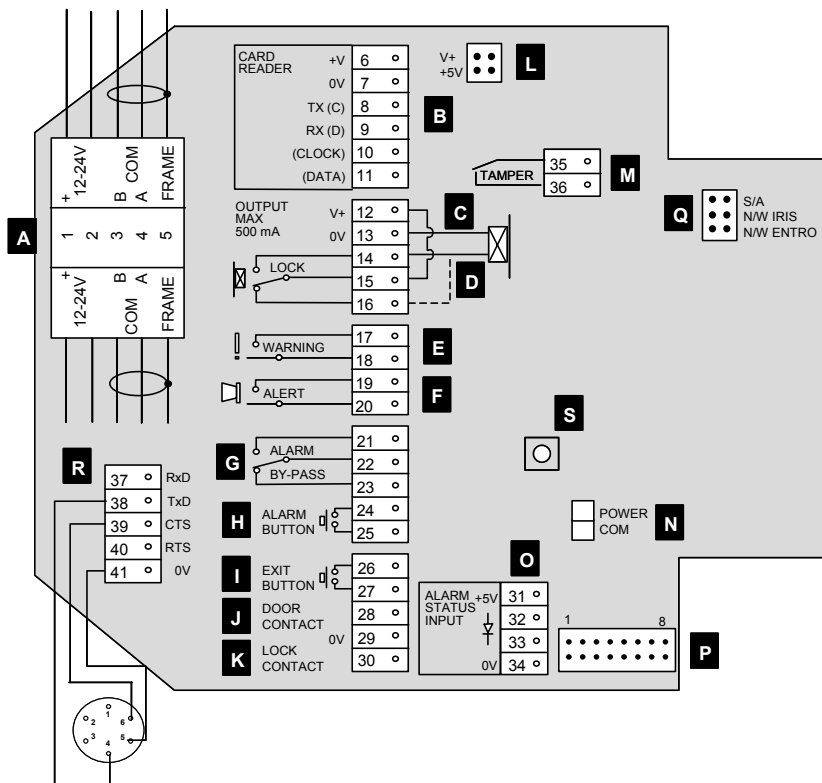 CARD
READER
+V 6
0V 7
TX (C) 8
RX (D) 9
(CLOCK) 10
(DATA) 11
B
V+
+5V
L
A
+ 12-24V B COM A FRAME
1 2 3 4 5
+ 12-24V B COM A FRAME
OUTPUT
MAX
500 mA
V+ 12
0V 13
14
LOCK 15
16
C
D
TAMPER
35
36
M
Q
S/A
N/W IRIS
N/W ENTRO
WARNING
17
18
E
ALERT
19
20
F
G
ALARM
BY-PASS
21
22
23
S
H
ALARM
BUTTON
24
25
R
37 RxD
38 TxD
39 CTS
40 RTS
41 0V
POWER
COM
N
I
EXIT
BUTTON
26
27
J
DOOR
CONTACT
28
0V 29
K
LOCK
CONTACT
30
O
ALARM
STATUS
INPUT
+5V 31
32
33
0V 34
1 8
P
1
2 6
3 5
4